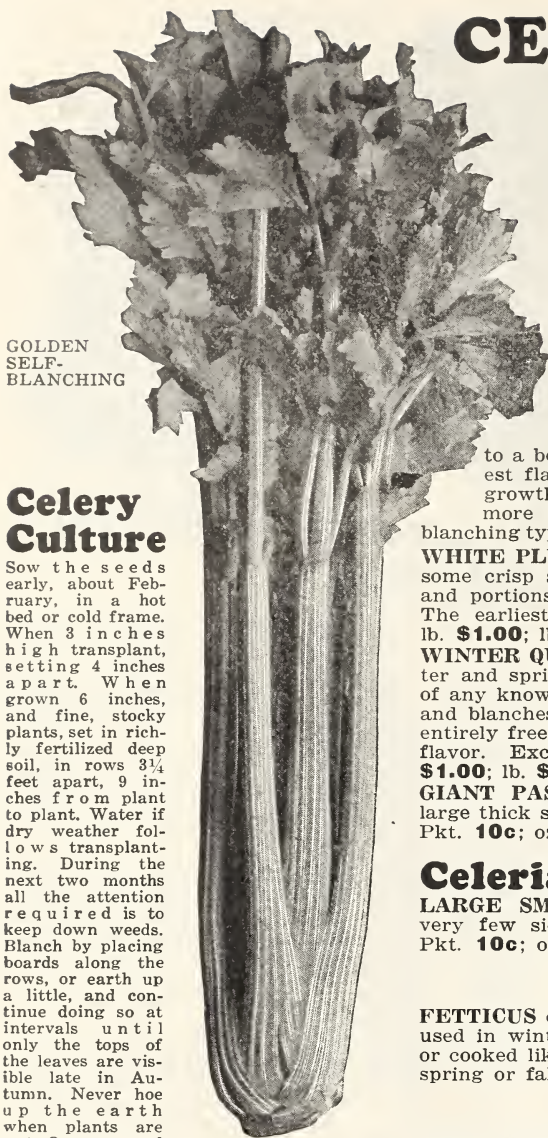 CE
GOLDEN
SELF-
BLANCHING
Celery
Culture
Sow the seeds
early, about Feb-
ruary, in a hot
bed or cold frame.
When 3 inches
high transplant,
setting 4 inches
apart. When
grown 6 inches,
and fine, stocky
plants, set in rich-
ly fertilized deep
soil, in rows 3¼
feet apart, 9 in-
ches from plant
to plant. Water if
dry weather fol-
lows transplant-
ing. During the
next two months
all the attention
required is to
keep down weeds.
Blanch by placing
boards along the
rows, or earth up
a little, and con-
tinue doing so at
intervals until
only the tops of
the leaves are vis-
ible late in Au-
tumn. Never hoe
up the earth
when plants are
to a be
est fla
growth
more
blanching typ
WHITE PL
some crisp
and portions
The earliest
lb. $1.00; l
WINTER QU
ter and spri
of any know
and blanches
entirely free
flavor. Exc
$1.00; lb. $
GIANT PAS
large thick s
Pkt. 10c; o
Celeria
LARGE SM
very few si
Pkt. 10c; o
FETTICUS
used in wint
or cooked lik
spring or fal